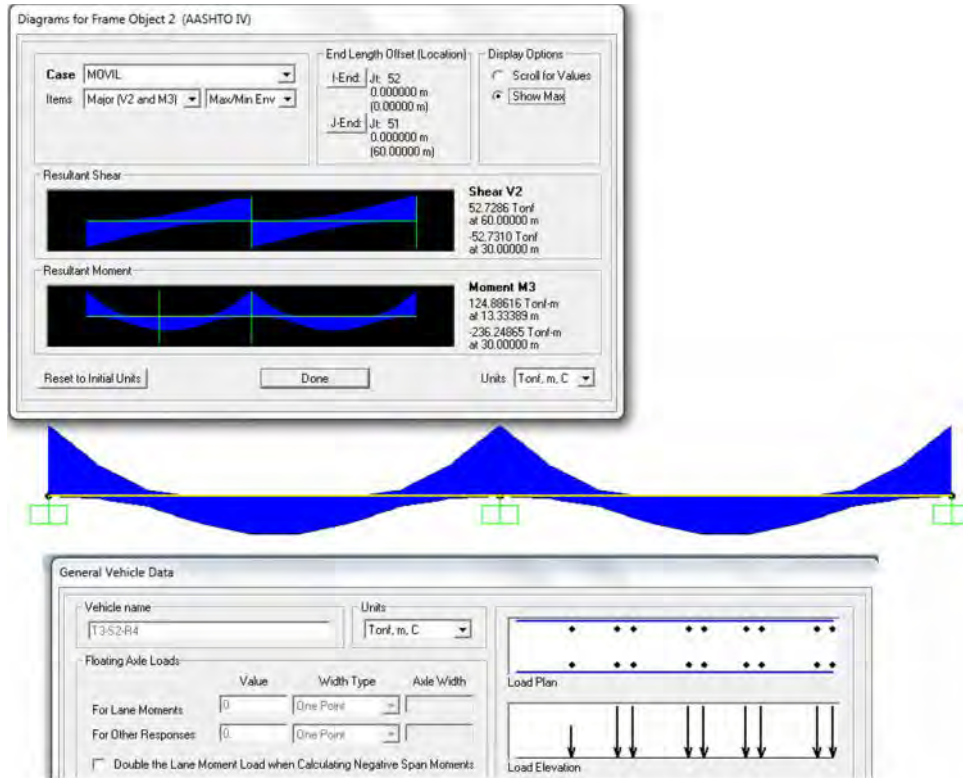 Diagrams for Frame Object 2 (AASHTO IV)
Case MOVIL
Items Major (V2 and M3) Max/Min Env
End Length Offset (Location)
I-End: Jt: 52
0.000000 m
(0.00000 m)
J-End: Jt: 51
0.000000 m
(60.00000 m)
Display Options
Scroll for Values
Show Max
Resultant Shear
Shear V2
52.7286 Tonf
at 60.00000 m
-52.7310 Tonf
at 30.00000 m
Resultant Moment
Moment M3
124.88616 Tonf-m
at 13.33389 m
-236.24865 Tonf-m
at 30.00000 m
Reset to Initial Units
Done
Units Tonf, m, C
General Vehicle Data
Vehicle name
T3-S2-R4
Units
Tonf, m, C
Floating Axle Loads
Value Width Type Axle Width
For Lane Moments 0. One Point
For Other Responses 0. One Point
Double the Lane Moment Load when Calculating Negative Span Moments
Load Plan
Load Elevation